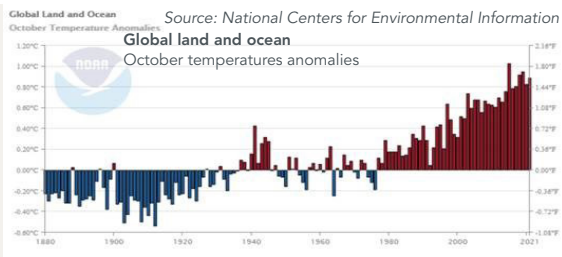 Global Land and Ocean
October Temperature Anomalies
Source: National Centers for Environmental Information
Global land and ocean
October temperatures anomalies
NOAA
1.20°C
1.00°C
0.80°C
0.60°C
0.40°C
0.20°C
0.00°C
-0.20°C
-0.40°C
-0.60°C
2.16°F
1.80°F
1.44°F
1.08°F
0.72°F
0.36°F
0.00°F
-0.36°F
-0.72°F
-1.08°F
1880
1900
1920
1940
1960
1980
2000
2021